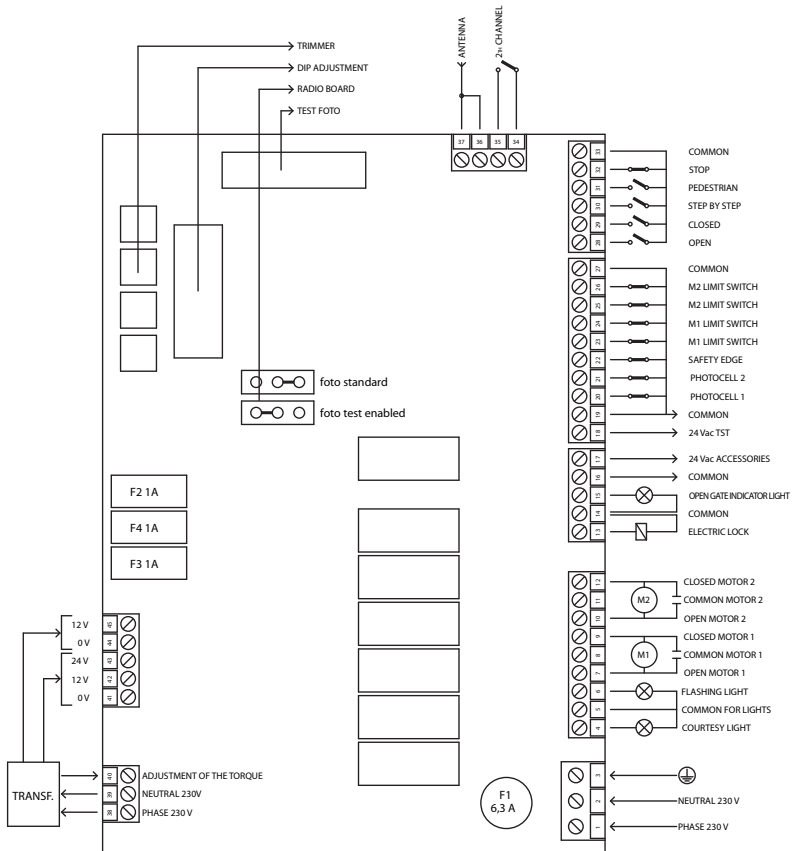 TRIMMER
DIP ADJUSTMENT
RADIO BOARD
TEST FOTO
ANTENNA
2ᴺᴰ CHANNEL
37 36 35 34
33 COMMON
32 STOP
31 PEDESTRIAN
30 STEP BY STEP
29 CLOSED
28 OPEN
27 COMMON
26 M2 LIMIT SWITCH
25 M2 LIMIT SWITCH
24 M1 LIMIT SWITCH
23 M1 LIMIT SWITCH
22 SAFETY EDGE
21 PHOTOCELL 2
20 PHOTOCELL 1
19 COMMON
18 24 Vac TST
17 24 Vac ACCESSORIES
16 COMMON
15 OPEN GATE INDICATOR LIGHT
14 COMMON
13 ELECTRIC LOCK
foto standard
foto test enabled
F2 1A
F4 1A
F3 1A
12 CLOSED MOTOR 2
11 M2 COMMON MOTOR 2
10 OPEN MOTOR 2
9 CLOSED MOTOR 1
8 M1 COMMON MOTOR 1
7 OPEN MOTOR 1
6 FLASHING LIGHT
5 COMMON FOR LIGHTS
4 COURTESY LIGHT
12 V 45
0 V 44
24 V 43
12 V 42
0 V 41
TRANSF.
40 ADJUSTMENT OF THE TORQUE
39 NEUTRAL 230V
38 PHASE 230 V
F1
6,3 A
3
2 NEUTRAL 230 V
1 PHASE 230 V